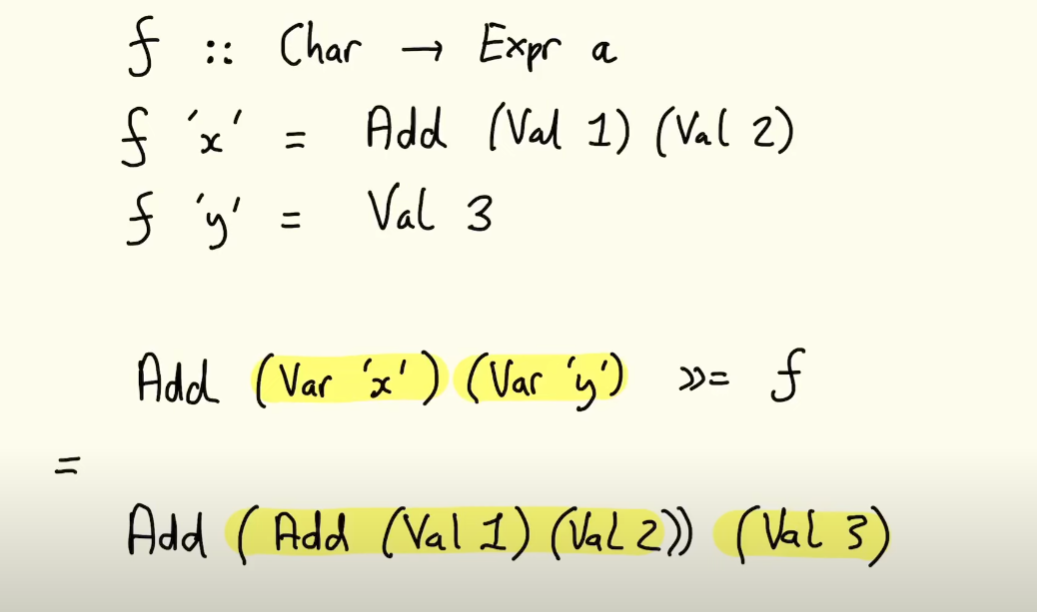 f :: Char → Expr a
f 'x' = Add (Val 1) (Val 2)
f 'y' = Val 3
Add (Var 'x') (Var 'y') >>= f
=
Add (Add (Val 1) (Val 2)) (Val 3)